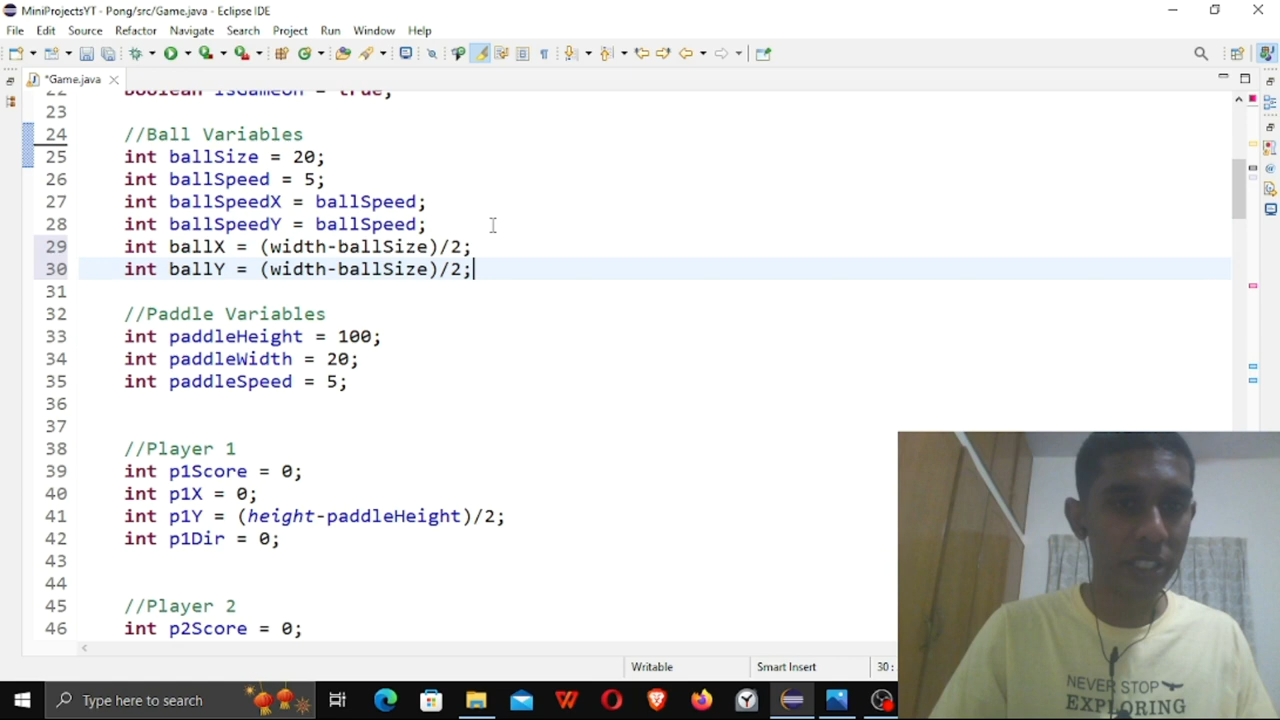 MiniProjectsYT - Pong/src/Game.java - Eclipse IDE
File Edit Source Refactor Navigate Search Project Run Window Help
*Game.java
22 boolean isGameOn = true;
23
24 //Ball Variables
25 int ballSize = 20;
26 int ballSpeed = 5;
27 int ballSpeedX = ballSpeed;
28 int ballSpeedY = ballSpeed;
29 int ballX = (width-ballSize)/2;
30 int ballY = (width-ballSize)/2;
31
32 //Paddle Variables
33 int paddleHeight = 100;
34 int paddleWidth = 20;
35 int paddleSpeed = 5;
36
37
38 //Player 1
39 int p1Score = 0;
40 int p1X = 0;
41 int p1Y = (height-paddleHeight)/2;
42 int p1Dir = 0;
43
44
45 //Player 2
46 int p2Score = 0;
Writable Smart Insert 30:
Type here to search
NEVER STOP
EXPLORING